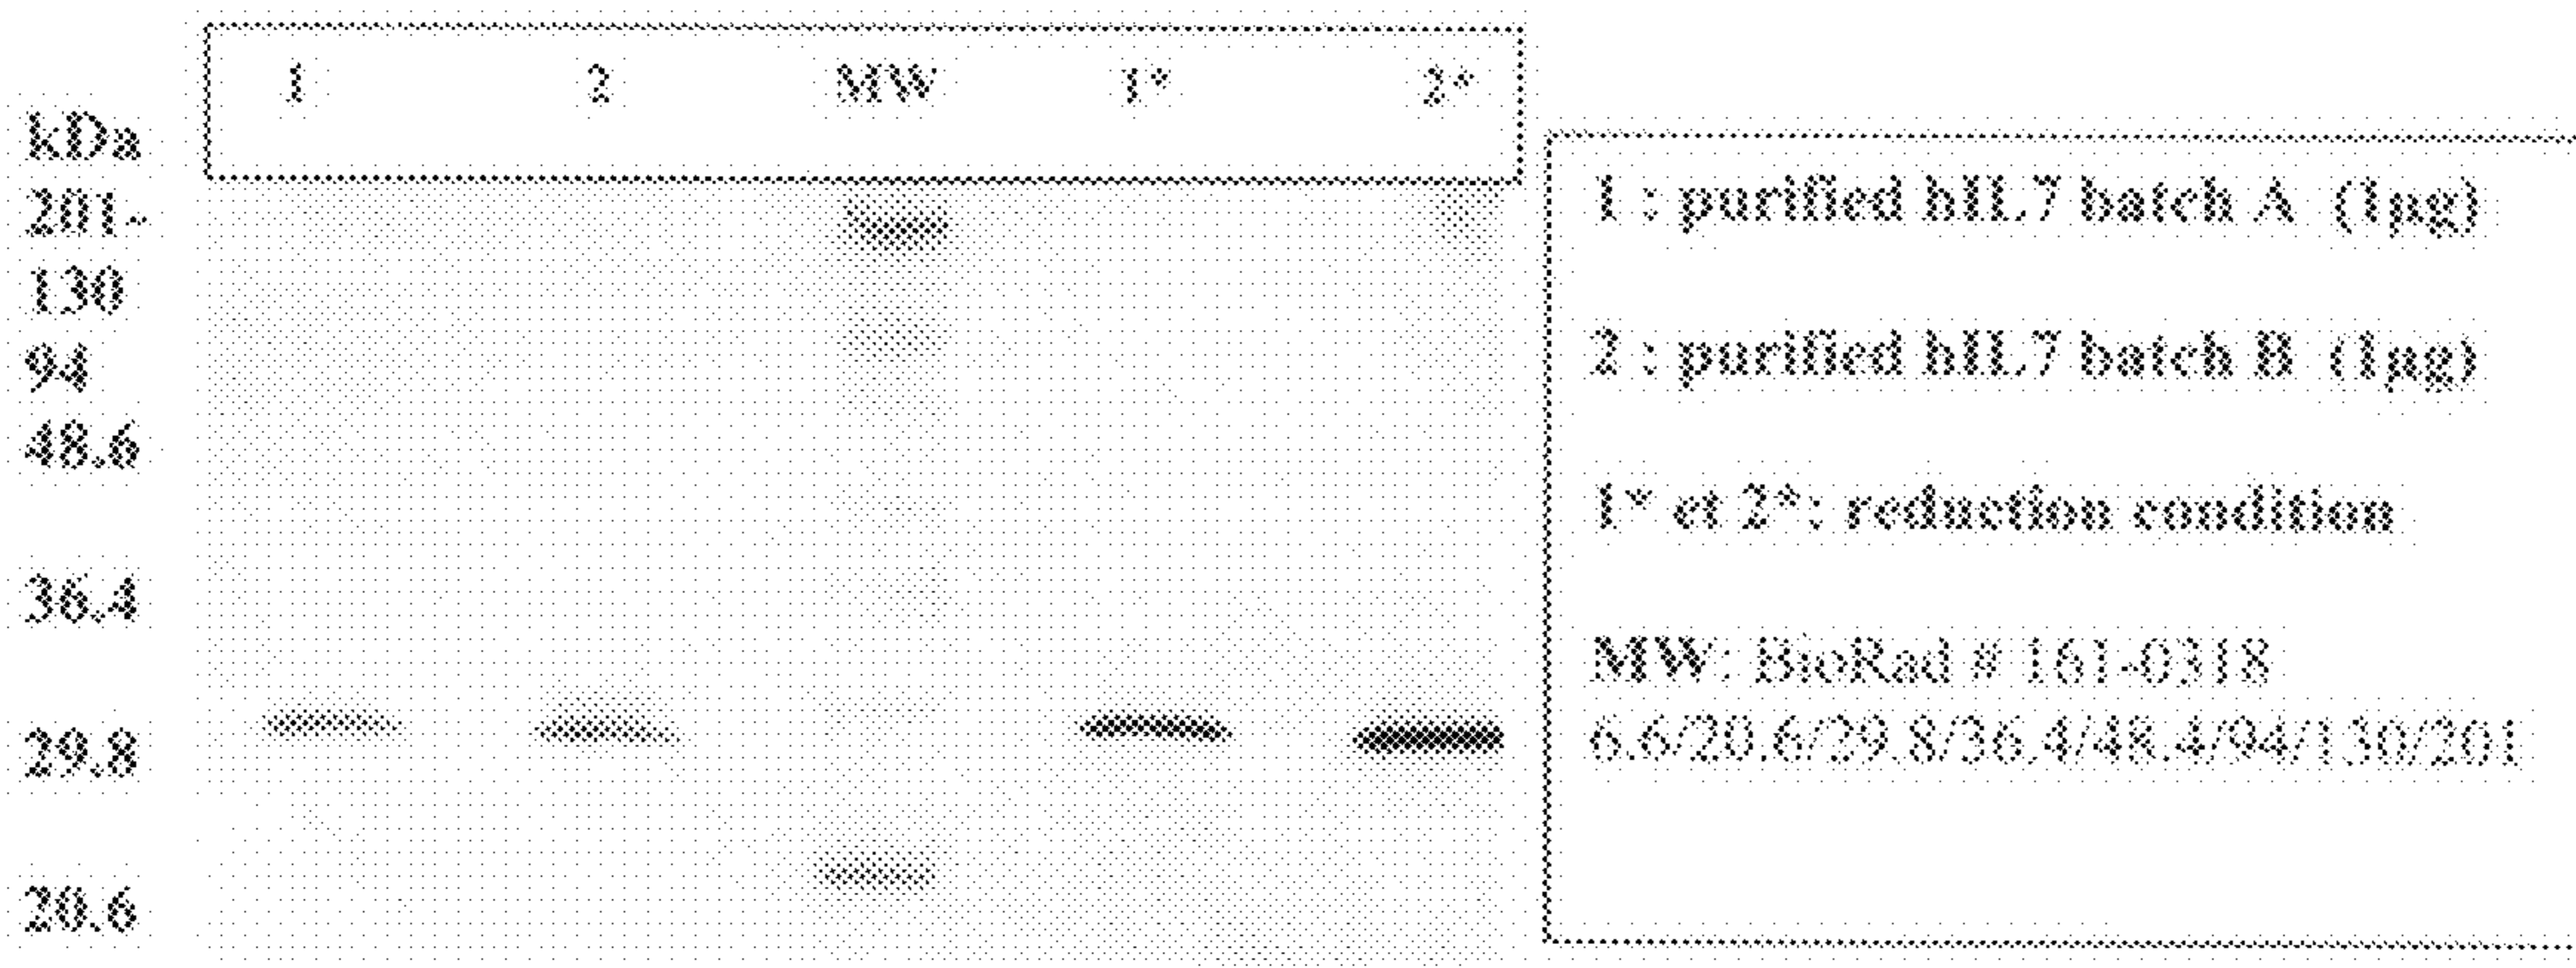 1 2 MW 1* 2*
kDa
201-
130
94
48.6
36.4
29.8
20.6
1 : purified hIL7 batch A (1µg)
2 : purified hIL7 batch B (1µg)
1* et 2*: reduction condition
MW: BioRad # 161-0318
6.6/20.6/29.8/36.4/48.4/94/130/201